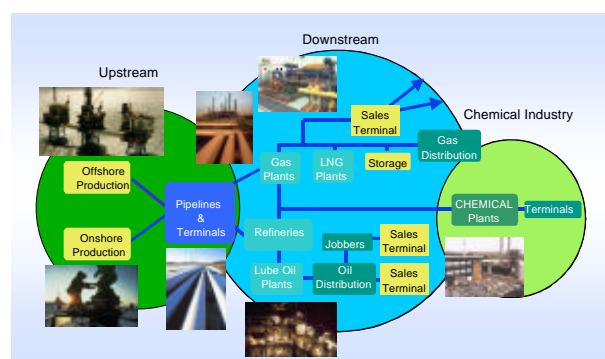 Upstream
Downstream
Chemical Industry
Offshore
Production
Onshore
Production
Pipelines
&
Terminals
Sales
Terminal
Gas
Plants
LNG
Plants
Storage
Gas
Distribution
Refineries
Lube Oil
Plants
Jobbers
Oil
Distribution
Sales
Terminal
Sales
Terminal
CHEMICAL
Plants
Terminals